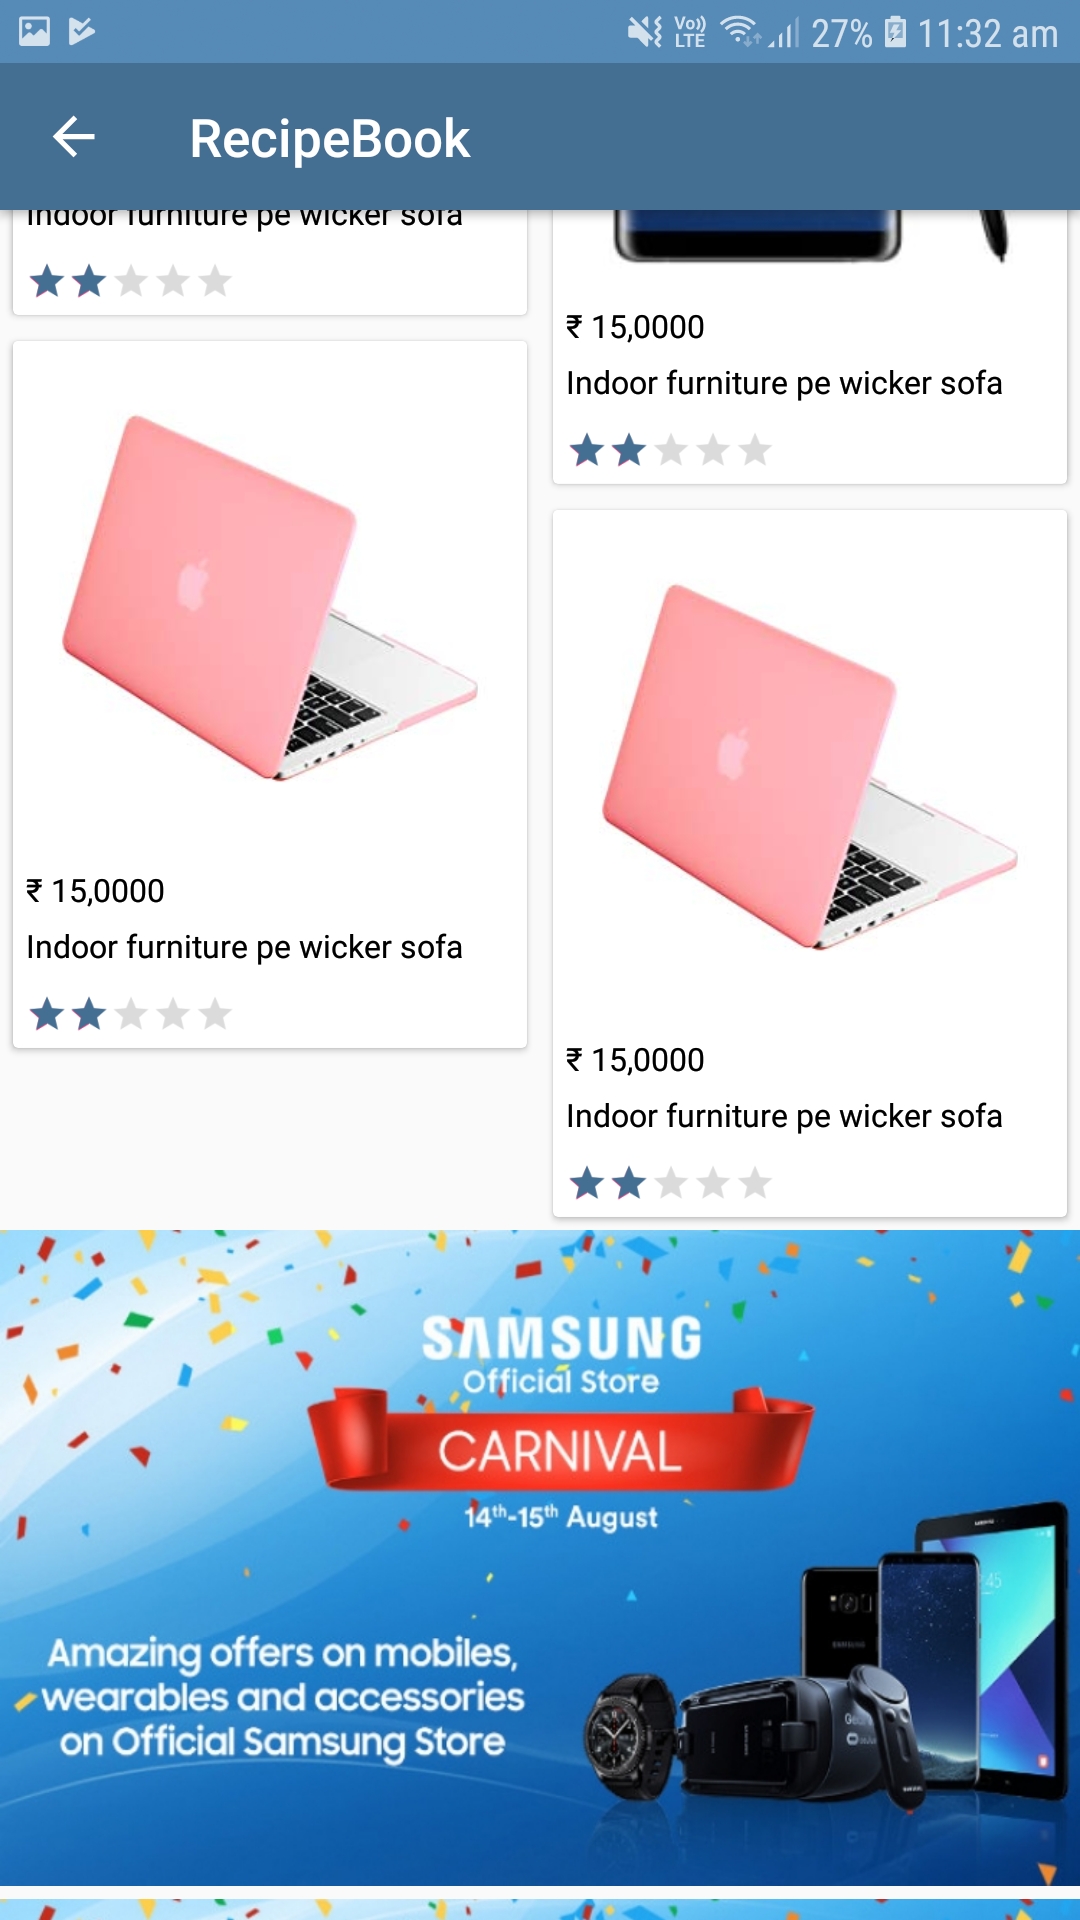 Vo)) LTE 27% 11:32 am
RecipeBook
Indoor furniture pe wicker sofa
₹ 15,0000
Indoor furniture pe wicker sofa
₹ 15,0000
Indoor furniture pe wicker sofa
₹ 15,0000
Indoor furniture pe wicker sofa
SAMSUNG
Official Store
CARNIVAL
14th-15th August
Amazing offers on mobiles,
wearables and accessories
on Official Samsung Store